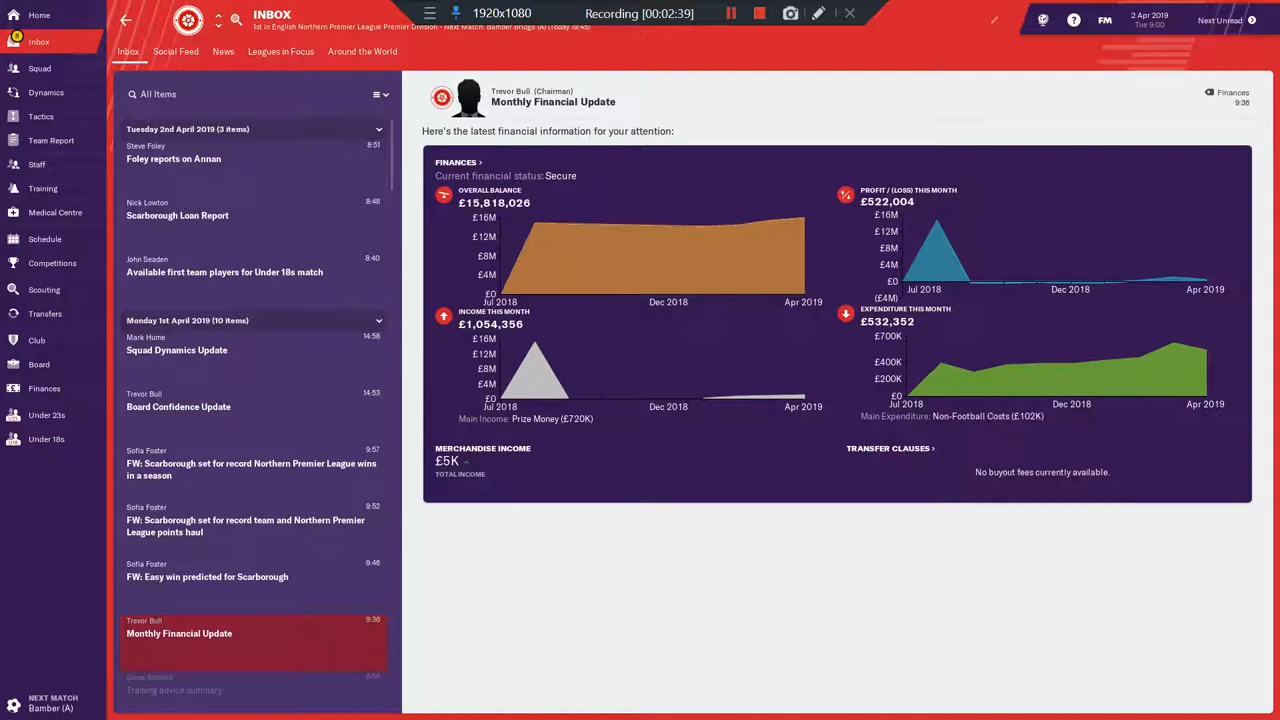 1920x1080
Recording [00:02:39]
INBOX
1st in English Northern Premier League Premier Division - Next Match: Bamber Bridge (A) (Today 19:45)
FM
2 Apr 2019
Tue 9:00
Next Unread
Home
8
Inbox
Squad
Dynamics
Tactics
Team Report
Staff
Training
Medical Centre
Schedule
Competitions
Scouting
Transfers
Club
Board
Finances
Under 23s
Under 18s
NEXT MATCH
Bamber (A)
Inbox
Social Feed
News
Leagues in Focus
Around the World
All Items
Tuesday 2nd April 2019 (3 items)
Steve Foley 8:51
Foley reports on Annan
Nick Lowton 8:48
Scarborough Loan Report
John Seaden 8:40
Available first team players for Under 18s match
Monday 1st April 2019 (10 items)
Mark Hume 14:58
Squad Dynamics Update
Trevor Bull 14:53
Board Confidence Update
Sofia Foster 9:57
FW: Scarborough set for record Northern Premier League wins
in a season
Sofia Foster 9:52
FW: Scarborough set for record team and Northern Premier
League points haul
Sofia Foster 9:46
FW: Easy win predicted for Scarborough
Trevor Bull 9:36
Monthly Financial Update
Training advice summary
Trevor Bull (Chairman)
Monthly Financial Update
Finances
9:36
Here's the latest financial information for your attention:
FINANCES >
Current financial status: Secure
OVERALL BALANCE
£15,818,026
£16M
£12M
£8M
£4M
£0
Jul 2018 Dec 2018 Apr 2019
PROFIT / (LOSS) THIS MONTH
£522,004
£16M
£12M
£8M
£4M
£0
(£4M)
Jul 2018 Dec 2018 Apr 2019
INCOME THIS MONTH
£1,054,356
£16M
£12M
£8M
£4M
£0
Jul 2018 Dec 2018 Apr 2019
Main Income: Prize Money (£720K)
EXPENDITURE THIS MONTH
£532,352
£700K
£400K
£200K
£0
Jul 2018 Dec 2018 Apr 2019
Main Expenditure: Non-Football Costs (£102K)
MERCHANDISE INCOME
£5K
TOTAL INCOME
TRANSFER CLAUSES >
No buyout fees currently available.